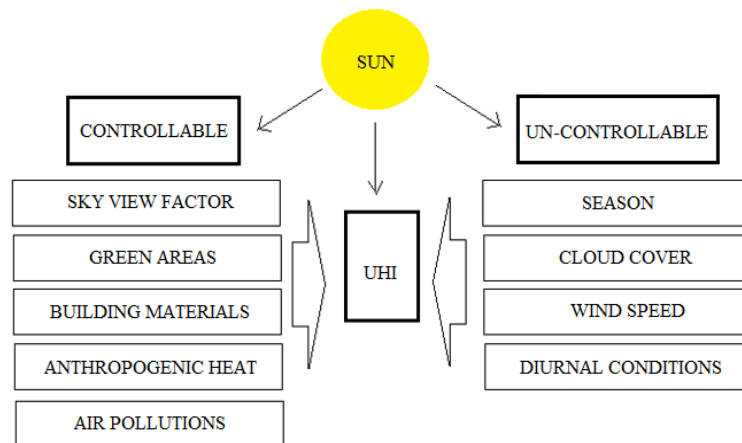 SUN
CONTROLLABLE
UN-CONTROLLABLE
SKY VIEW FACTOR
GREEN AREAS
BUILDING MATERIALS
ANTHROPOGENIC HEAT
AIR POLLUTIONS
UHI
SEASON
CLOUD COVER
WIND SPEED
DIURNAL CONDITIONS